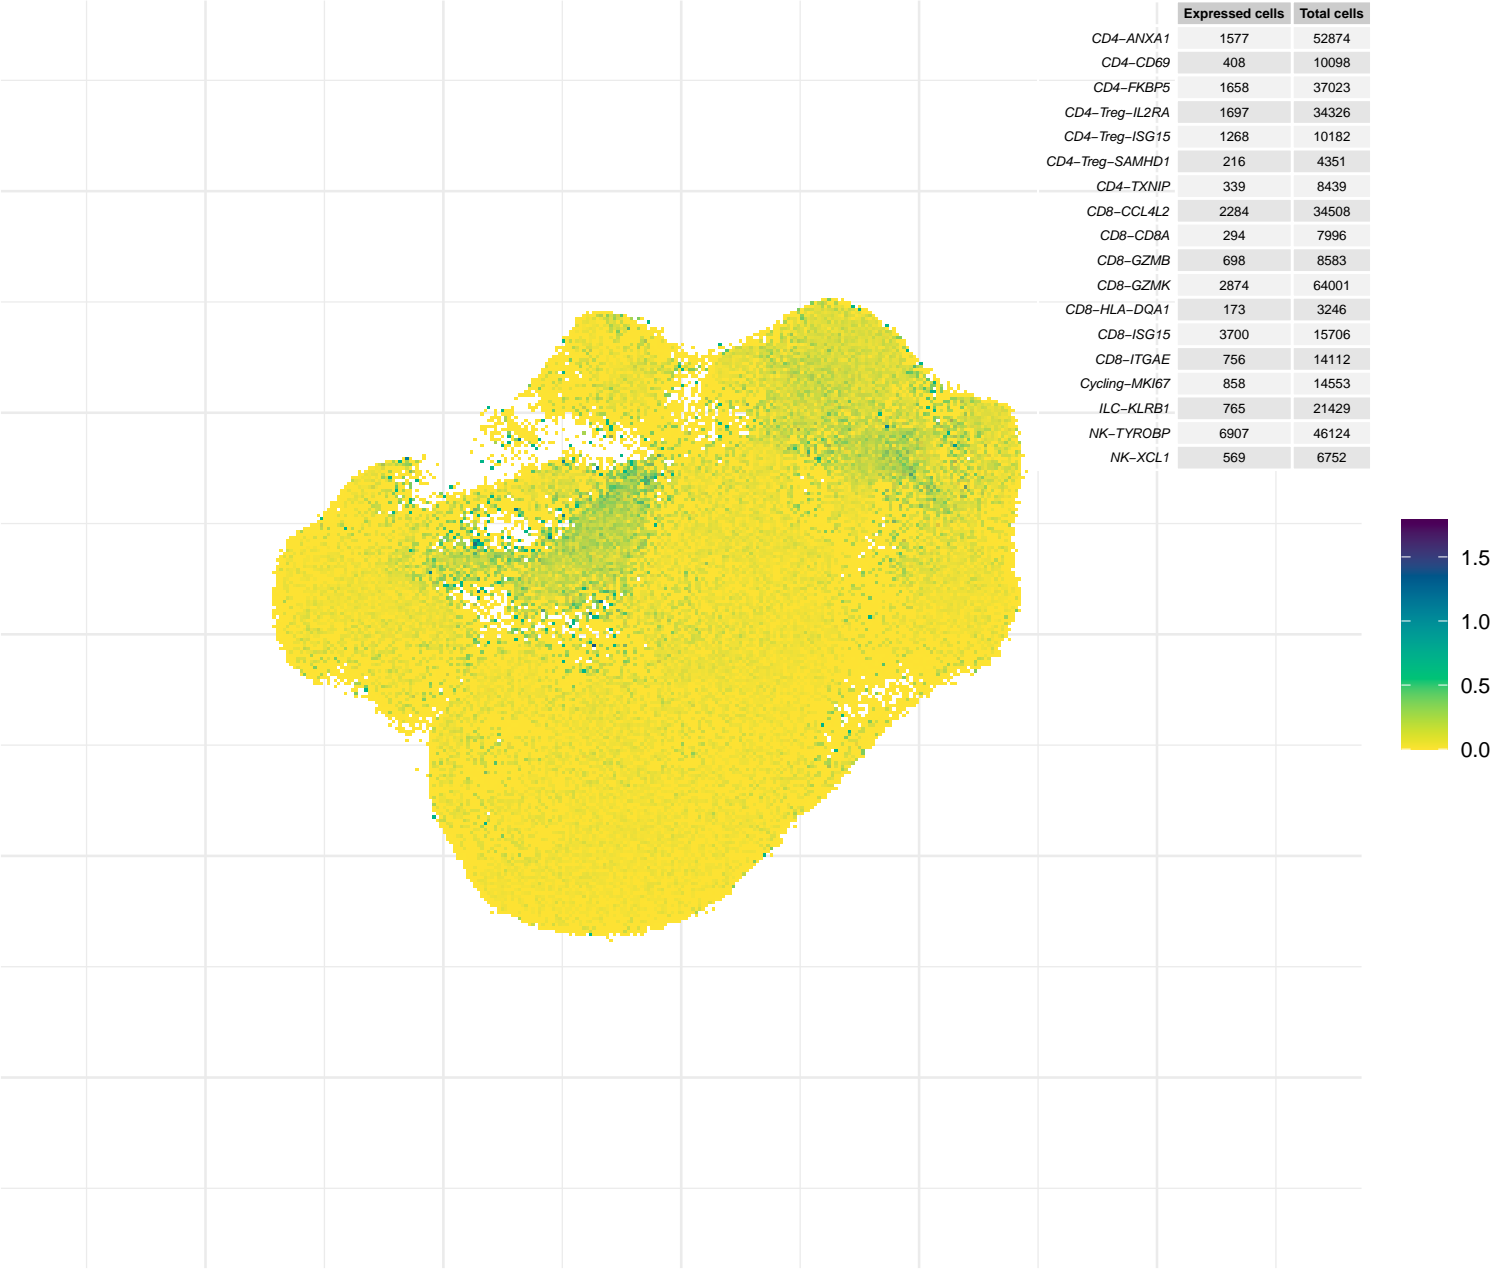 Expressed cells Total cells
CD4−ANXA1 1577 52874
CD4−CD69 408 10098
CD4−FKBP5 1658 37023
CD4−Treg−IL2RA 1697 34326
CD4−Treg−ISG15 1268 10182
CD4−Treg−SAMHD1 216 4351
CD4−TXNIP 339 8439
CD8−CCL4L2 2284 34508
CD8−CD8A 294 7996
CD8−GZMB 698 8583
CD8−GZMK 2874 64001
CD8−HLA−DQA1 173 3246
CD8−ISG15 3700 15706
CD8−ITGAE 756 14112
Cycling−MKI67 858 14553
ILC−KLRB1 765 21429
NK−TYROBP 6907 46124
NK−XCL1 569 6752
1.5
1.0
0.5
0.0